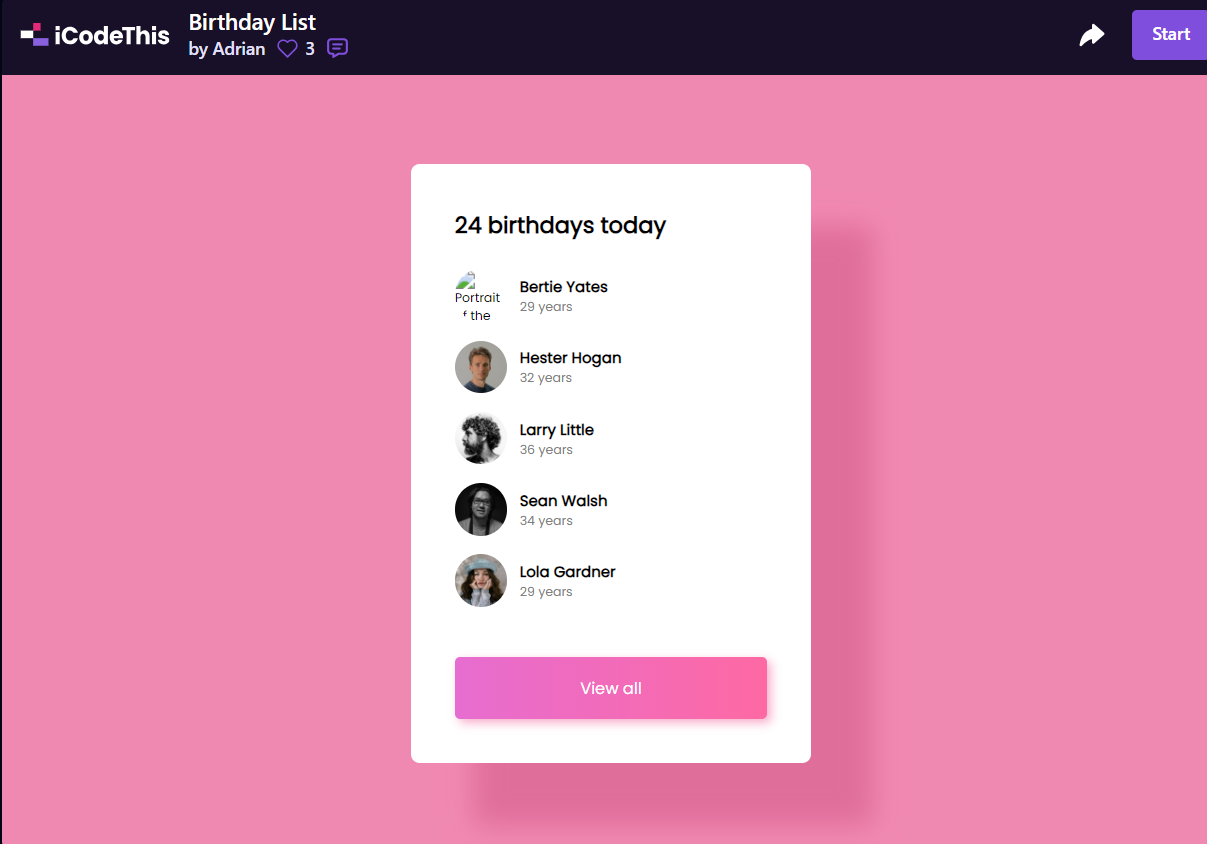 iCodeThis
Birthday List
by Adrian 3
Start
24 birthdays today
Portrait
f the
Bertie Yates
29 years
Hester Hogan
32 years
Larry Little
36 years
Sean Walsh
34 years
Lola Gardner
29 years
View all